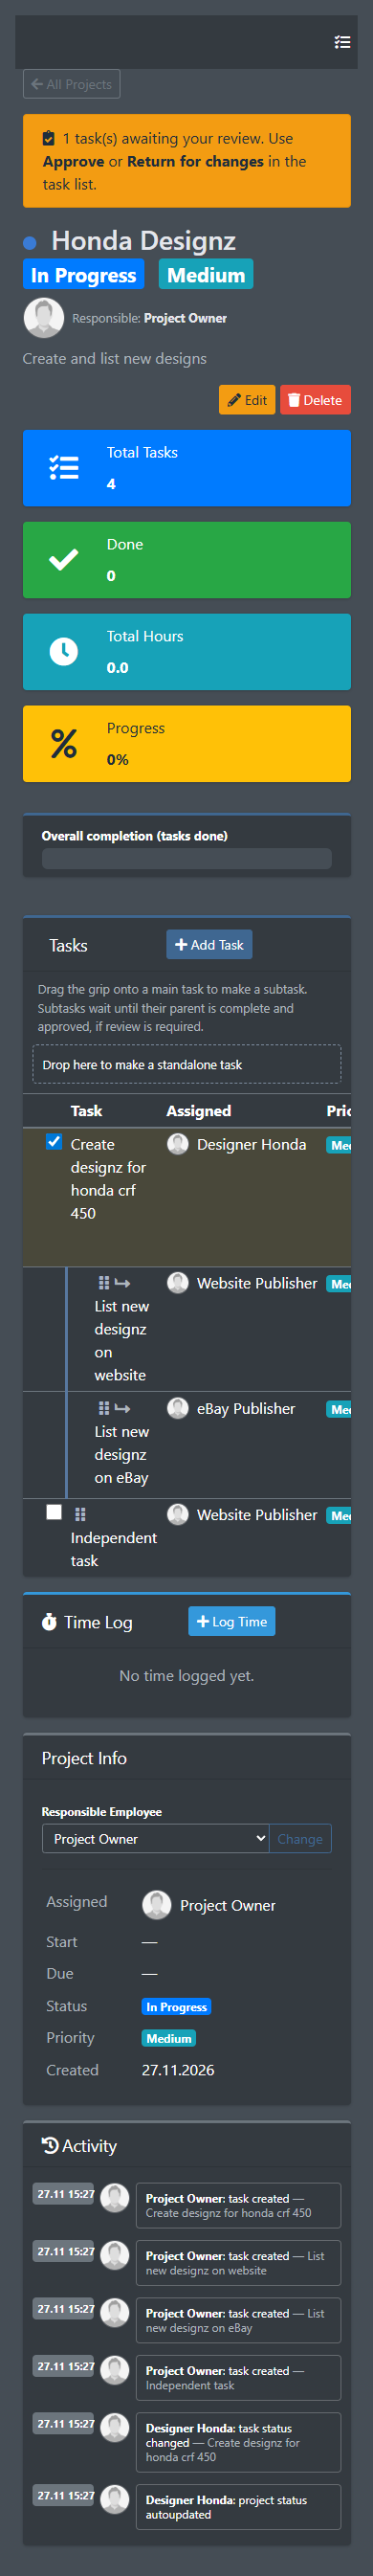 All Projects
1 task(s) awaiting your review. Use
Approve or Return for changes in the
task list.
Honda Designz
In Progress Medium
Responsible: Project Owner
Create and list new designs
Edit Delete
Total Tasks
4
Done
0
Total Hours
0.0
Progress
0%
Overall completion (tasks done)
Tasks Add Task
Drag the grip onto a main task to make a subtask.
Subtasks wait until their parent is complete and
approved, if review is required.
Drop here to make a standalone task
Task Assigned Pric
Create Designer Honda Med
designz for
honda crf
450
Website Publisher Med
List new
designz
on
website
eBay Publisher Med
List new
designz
on eBay
Website Publisher Med
Independent
task
Time Log Log Time
No time logged yet.
Project Info
Responsible Employee
Project Owner Change
Assigned Project Owner
Start —
Due —
Status In Progress
Priority Medium
Created 27.11.2026
Activity
27.11 15:27 Project Owner: task created —
Create designz for honda crf 450
27.11 15:27 Project Owner: task created — List
new designz on website
27.11 15:27 Project Owner: task created — List
new designz on eBay
27.11 15:27 Project Owner: task created —
Independent task
27.11 15:27 Designer Honda: task status
changed — Create designz for
honda crf 450
27.11 15:27 Designer Honda: project status
autoupdated